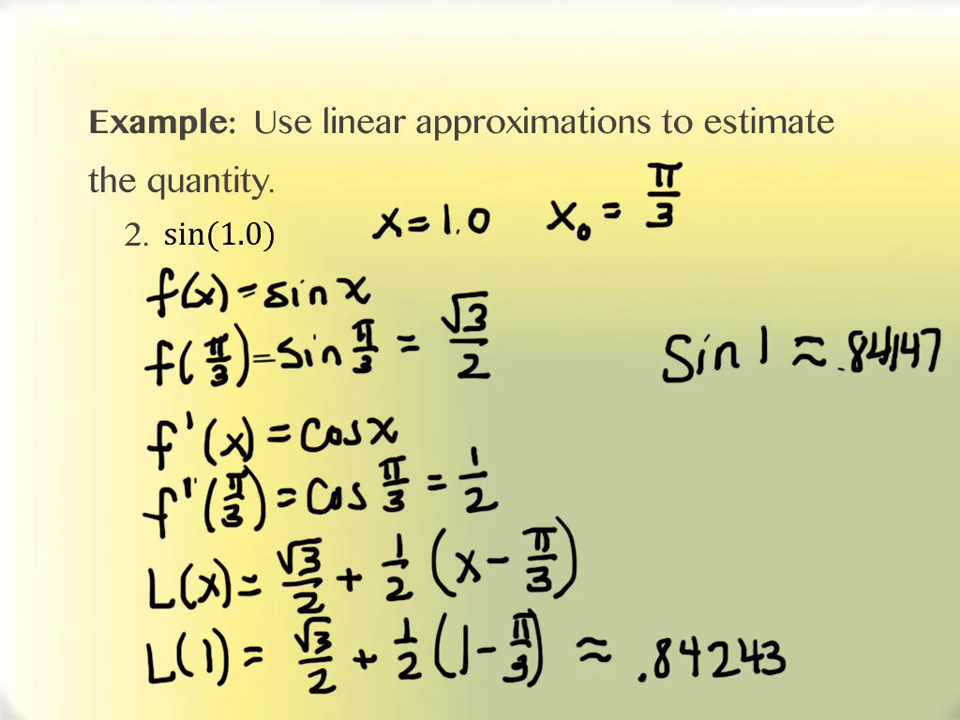 Example: Use linear approximations to estimate
the quantity.
2. sin(1.0) x = 1.0 x₀ = π/3
f(x) = sin x
f(π/3) = sin π/3 = √3/2
sin 1 ≈ .84147
f'(x) = cos x
f'(π/3) = cos π/3 = 1/2
L(x) = √3/2 + 1/2 (x - π/3)
L(1) = √3/2 + 1/2 (1 - π/3) ≈ .84243